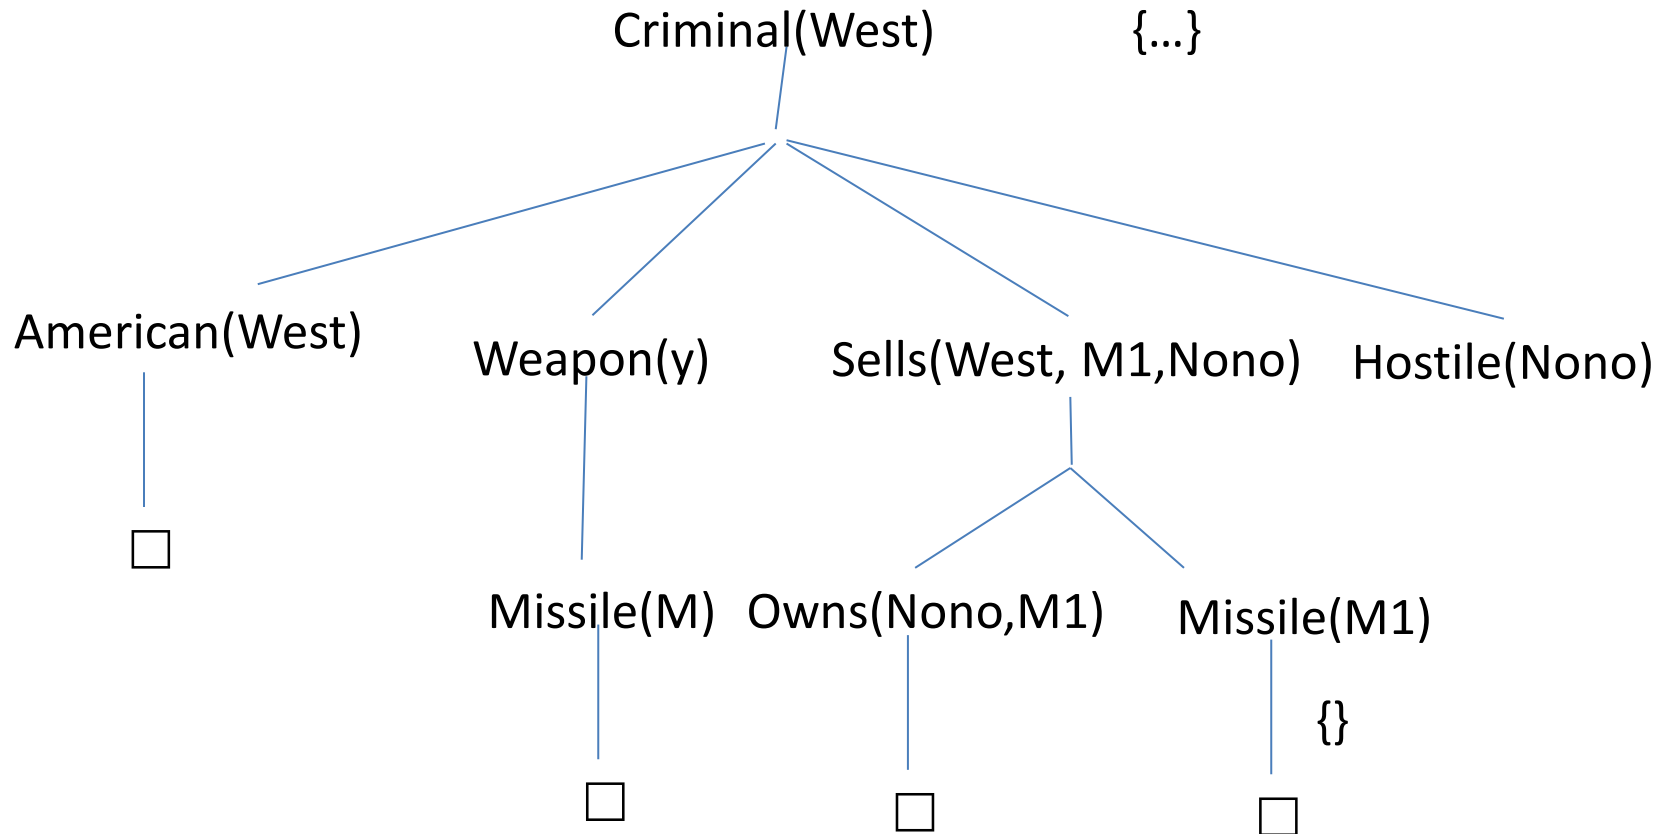 Criminal(West) {...}
American(West)
Weapon(y)
Sells(West, M1,Nono)
Hostile(Nono)
Missile(M)
Owns(Nono,M1)
Missile(M1)
{}